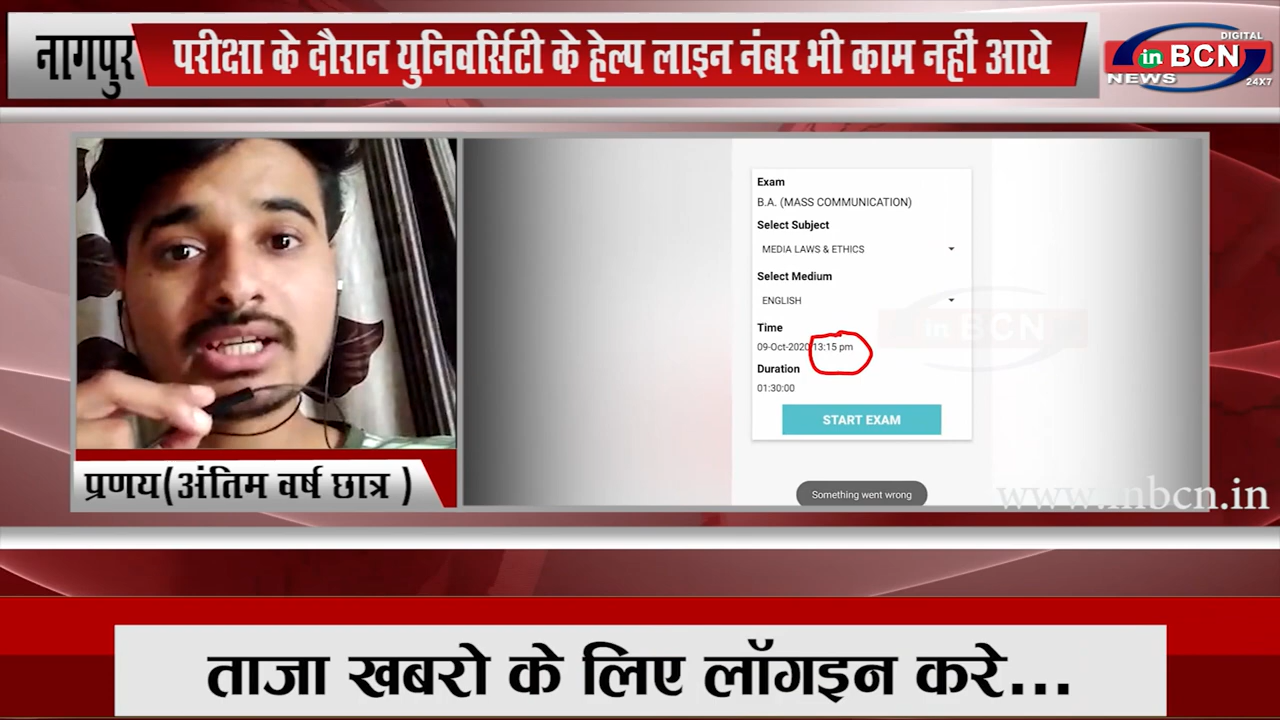 नागपुर
परीक्षा के दौरान युनिवर्सिटी के हेल्प लाइन नंबर भी काम नहीं आये
DIGITAL
in BCN
NEWS 24X7
Exam
B.A. (MASS COMMUNICATION)
Select Subject
MEDIA LAWS & ETHICS
Select Medium
ENGLISH
in BCN
Time
09-Oct-2020 13:15 pm
Duration
01:30:00
START EXAM
Something went wrong
प्रणय(अंतिम वर्ष छात्र )
www.inbcn.in
ताजा खबरो के लिए लॉगइन करे...